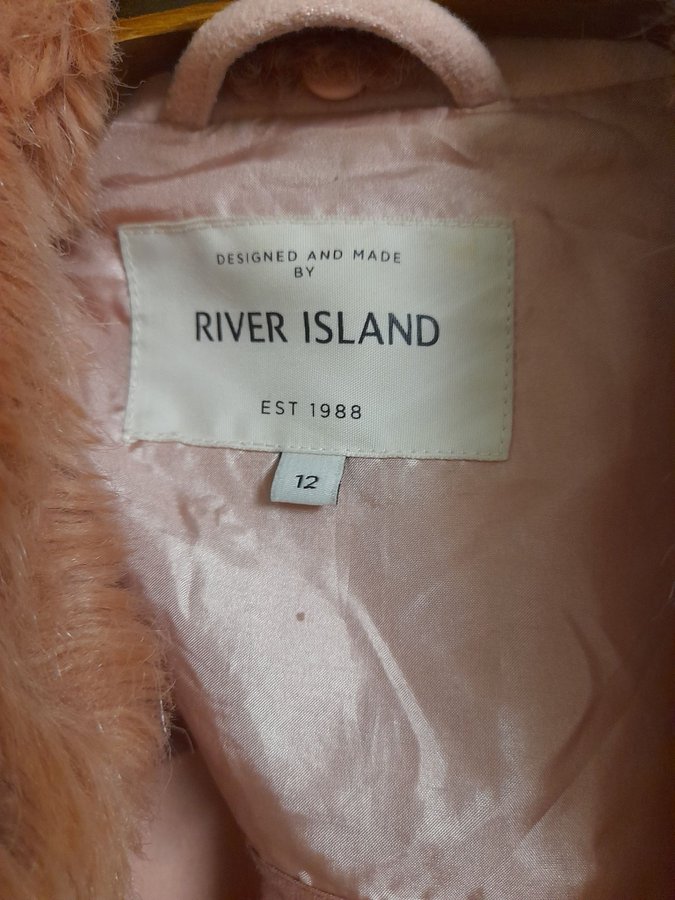 DESIGNED AND MADE
BY
RIVER ISLAND
EST 1988
12